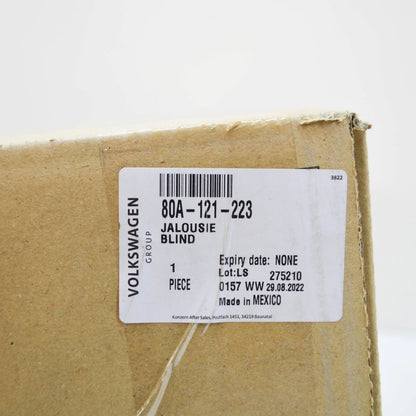 3822
VOLKSWAGEN
GROUP
80A-121-223
JALOUSIE
BLIND
1
PIECE
Expiry date: NONE
Lot:LS 275210
0157 WW 29.08.2022
Made in MEXICO
Konzern After Sales, Postfach 1451, 34219 Baunatal